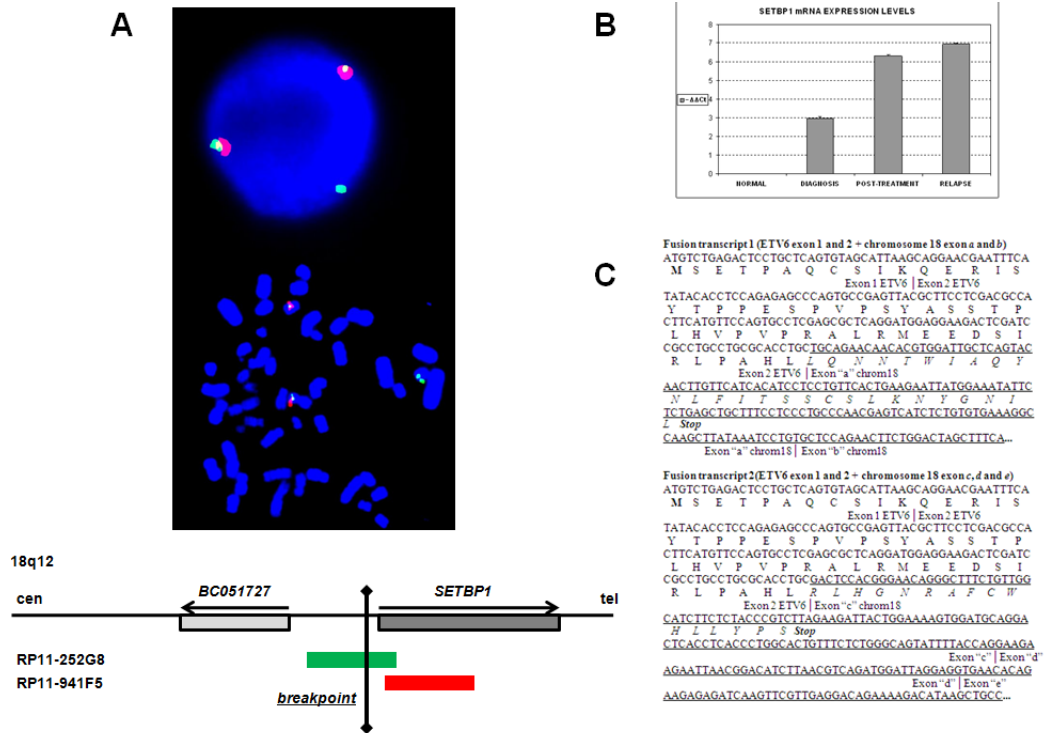 A
18q12
cen
BC051727
SETBP1
tel
RP11-252G8
RP11-941F5
breakpoint
B
SETBP1 mRNA EXPRESSION LEVELS
8
7
6
5
4
3
2
1
0
-ΔΔCt
NORMAL
DIAGNOSIS
POST-TREATMENT
RELAPSE
C
Fusion transcript 1 (ETV6 exon 1 and 2 + chromosome 18 exon a and b)
ATGTCTGAGACTCCTGCTCAGTGTAGCATTAAGCAGGAACGAATTTCA
M S E T P A Q C S I K Q E R I S
Exon 1 ETV6 | Exon 2 ETV6
TATACACCTCCAGAGAGCCCAGTGCCGAGTTACGCTTCCTCGACGCCA
Y T P P E S P V P S Y A S S T P
CTTCATGTTCCAGTGCCTCGAGCGCTCAGGATGGAGGAAGACTCGATC
L H V P V P R A L R M E E D S I
CGCCTGCCTGCGCACCTGCTGCAGAACAACACGTGGATTGCTCAGTAC
R L P A H L L Q N N T W I A Q Y
Exon 2 ETV6 | Exon "a" chrom18
AACTTGTTCATCACATCCTCCTGTTCACTGAAGAATTATGGAAATATTC
N L F I T S S C S L K N Y G N I
TCTGAGCTGCTTTCCTCCCTGCCCAACGAGTCATCTCTGTGTGAAAGGC
L Stop
CAAGCTTATAAATCCTGTGCTCCAGAACTTCTGGACTAGCTTTCA...
Exon "a" chrom18 | Exon "b" chrom18
Fusion transcript 2 (ETV6 exon 1 and 2 + chromosome 18 exon c, d and e)
ATGTCTGAGACTCCTGCTCAGTGTAGCATTAAGCAGGAACGAATTTCA
M S E T P A Q C S I K Q E R I S
Exon 1 ETV6 | Exon 2 ETV6
TATACACCTCCAGAGAGCCCAGTGCCGAGTTACGCTTCCTCGACGCCA
Y T P P E S P V P S Y A S S T P
CTTCATGTTCCAGTGCCTCGAGCGCTCAGGATGGAGGAAGACTCGATC
L H V P V P R A L R M E E D S I
CGCCTGCCTGCGCACCTGCGACTCCACGGGAACAGGGCTTTCTGTTGG
R L P A H L R L H G N R A F C W
Exon 2 ETV6 | Exon "c" chrom18
CATCTTCTCTACCCGTCTTAGAAGATTACTGGAAAAGTGGATGCAGGA
H L L Y P S Stop
CTCACCTCACCCTGGCACTGTTTCTCTGGGCAGTATTTTACCAGGAAGA
Exon "c" | Exon "d"
AGAATTAACGGACATCTTAACGTCAGATGGATTAGGAGGTGAACACAG
Exon "d" | Exon "e"
AAGAGAGATCAAGTTCGTTGAGGACAGAAAAGACATAAGCTGCC...